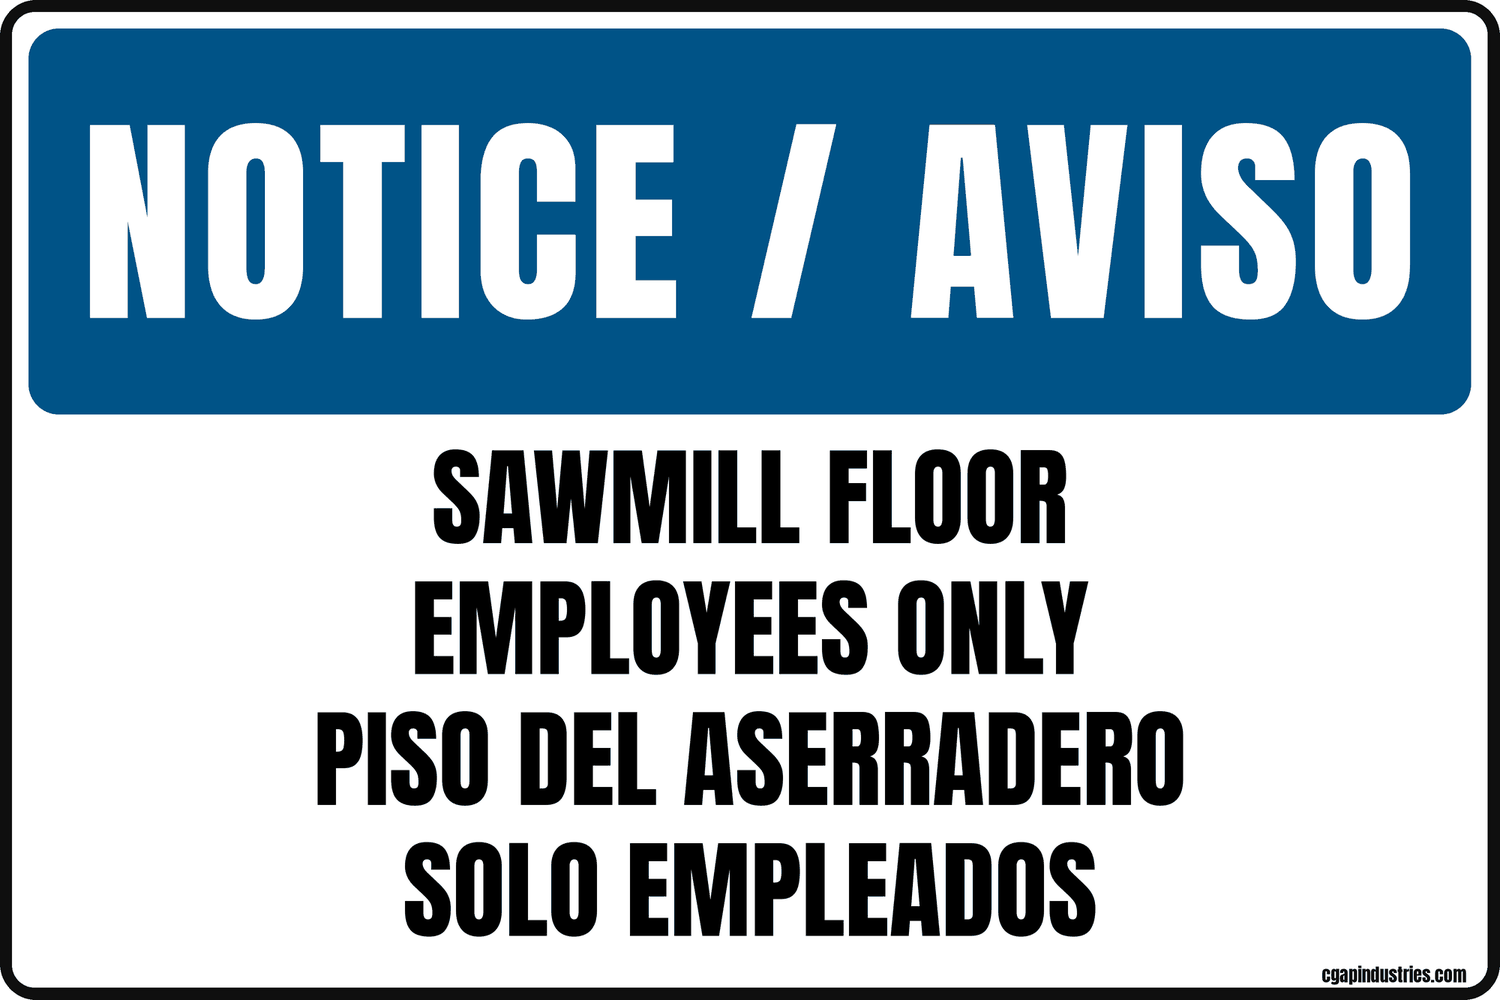 NOTICE / AVISO
SAWMILL FLOOR
EMPLOYEES ONLY
PISO DEL ASERRADERO
SOLO EMPLEADOS
cgapindustries.com